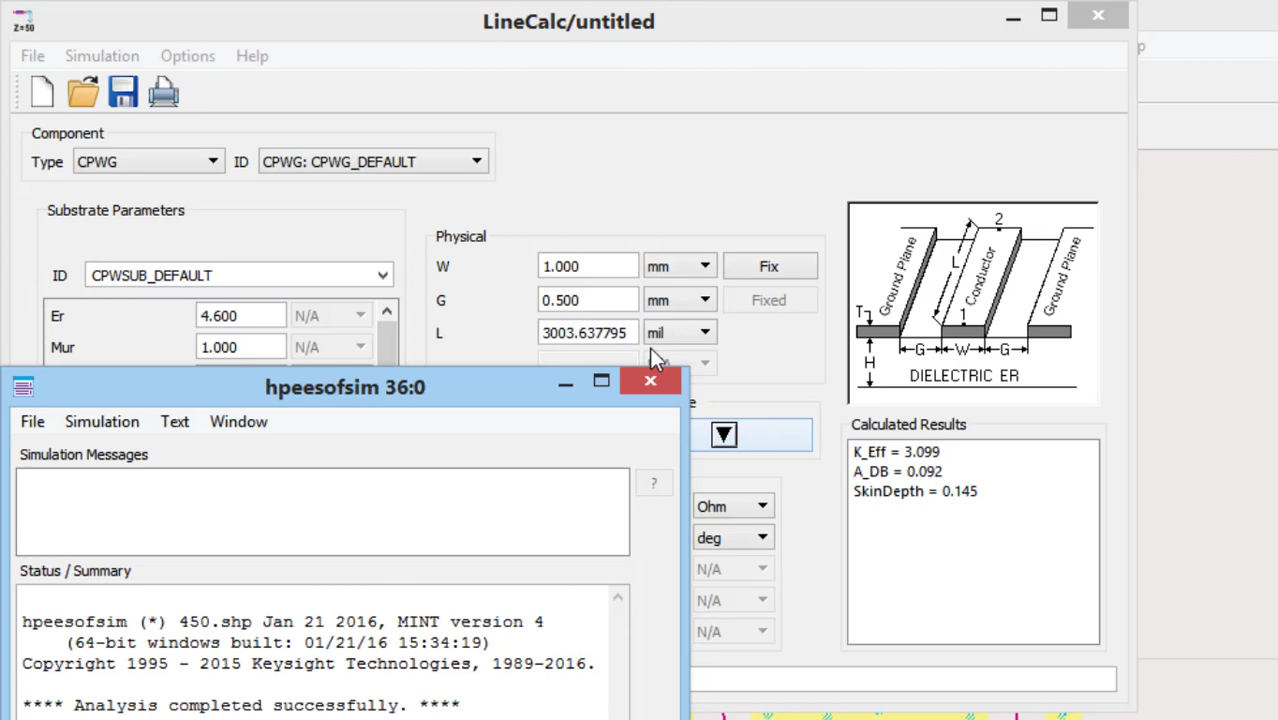 LineCalc/untitled
Z=50
File Simulation Options Help
Component
Type CPWG ID CPWG: CPWG_DEFAULT
Substrate Parameters
ID CPWSUB_DEFAULT
Er 4.600 N/A
Mur 1.000 N/A
Physical
W 1.000 mm Fix
G 0.500 mm Fixed
L 3003.637795 mil
Ground Plane
L
Conductor
Ground Plane
2
1
T
H
G W G
DIELECTRIC ER
Ohm
deg
N/A
N/A
N/A
Calculated Results
K_Eff = 3.099
A_DB = 0.092
SkinDepth = 0.145
hpeesofsim 36:0
File Simulation Text Window
Simulation Messages
?
Status / Summary
hpeesofsim (*) 450.shp Jan 21 2016, MINT version 4
(64-bit windows built: 01/21/16 15:34:19)
Copyright 1995 - 2015 Keysight Technologies, 1989-2016.
**** Analysis completed successfully. ****